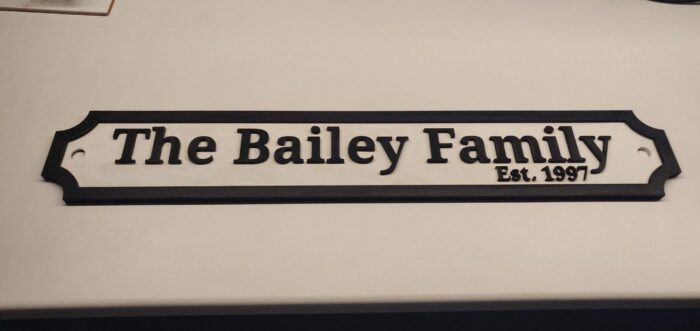 The Bailey Family
Est. 1997